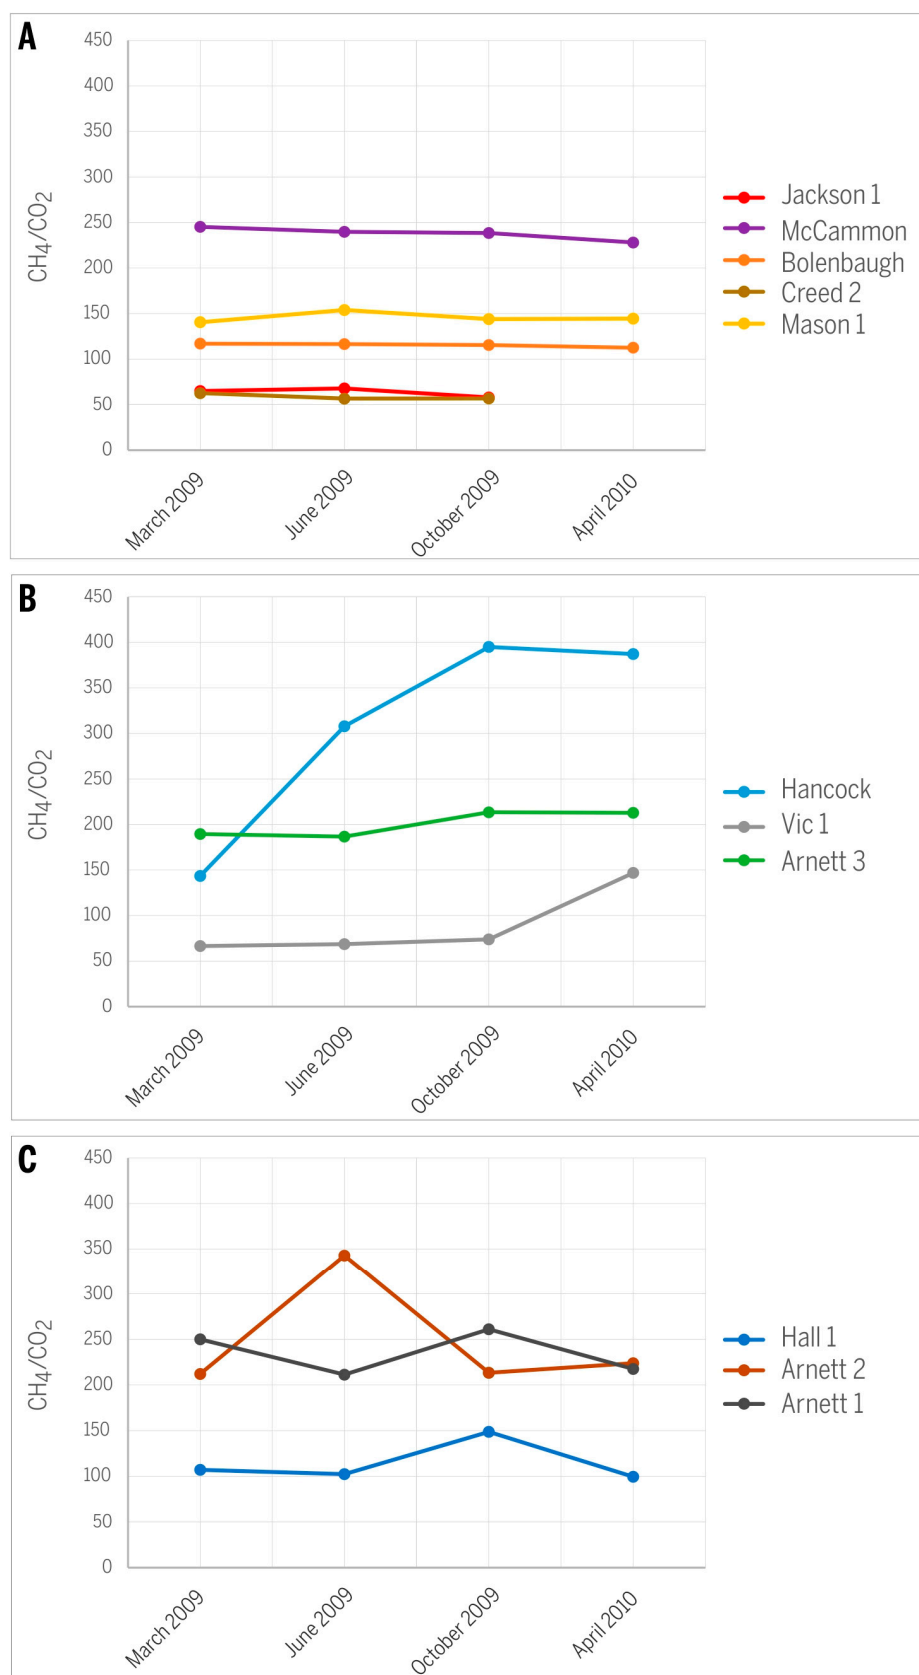 A
450
400
350
300
250
200
150
100
50
0
CH4/CO2
March 2009
June 2009
October 2009
April 2010
Jackson 1
McCammon
Bolenbaugh
Creed 2
Mason 1
B
450
400
350
300
250
200
150
100
50
0
CH4/CO2
March 2009
June 2009
October 2009
April 2010
Hancock
Vic 1
Arnett 3
C
450
400
350
300
250
200
150
100
50
0
CH4/CO2
March 2009
June 2009
October 2009
April 2010
Hall 1
Arnett 2
Arnett 1